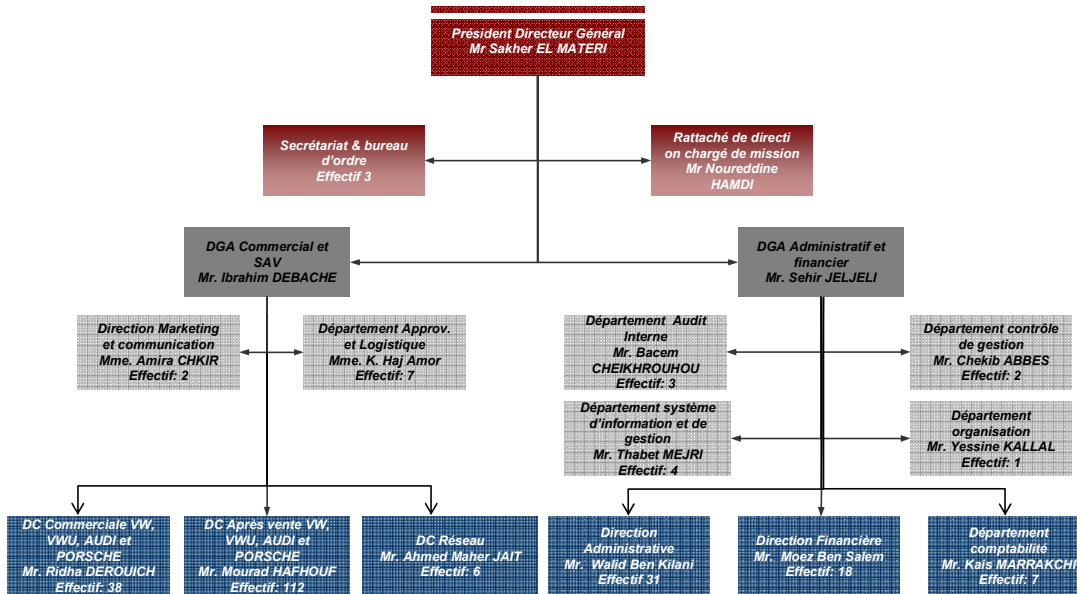 Président Directeur Général
Mr Sakher EL MATERI
Secrétariat & bureau
d'ordre
Effectif 3
Rattaché de directi
on chargé de mission
Mr Noureddine
HAMDI
DGA Commercial et
SAV
Mr. Ibrahim DEBACHE
DGA Administratif et
financier
Mr. Sehir JELJELI
Direction Marketing
et communication
Mme. Amira CHKIR
Effectif: 2
Département Approv.
et Logistique
Mme. K. Haj Amor
Effectif: 7
Département Audit
Interne
Mr. Bacem
CHEIKHROUHOU
Effectif: 3
Département contrôle
de gestion
Mr. Chekib ABBES
Effectif: 2
Département système
d'information et de
gestion
Mr. Thabet MEJRI
Effectif: 4
Département
organisation
Mr. Yessine KALLAL
Effectif: 1
DC Commerciale VW,
VWU, AUDI et
PORSCHE
Mr. Ridha DEROUICH
Effectif: 38
DC Après vente VW,
VWU, AUDI et
PORSCHE
Mr. Mourad HAFHOUF
Effectif: 112
DC Réseau
Mr. Ahmed Maher JAIT
Effectif: 6
Direction
Administrative
Mr. Walid Ben Kilani
Effectif 31
Direction Financière
Mr. Moez Ben Salem
Effectif: 18
Département
comptabilité
Mr. Kais MARRAKCHI
Effectif: 7